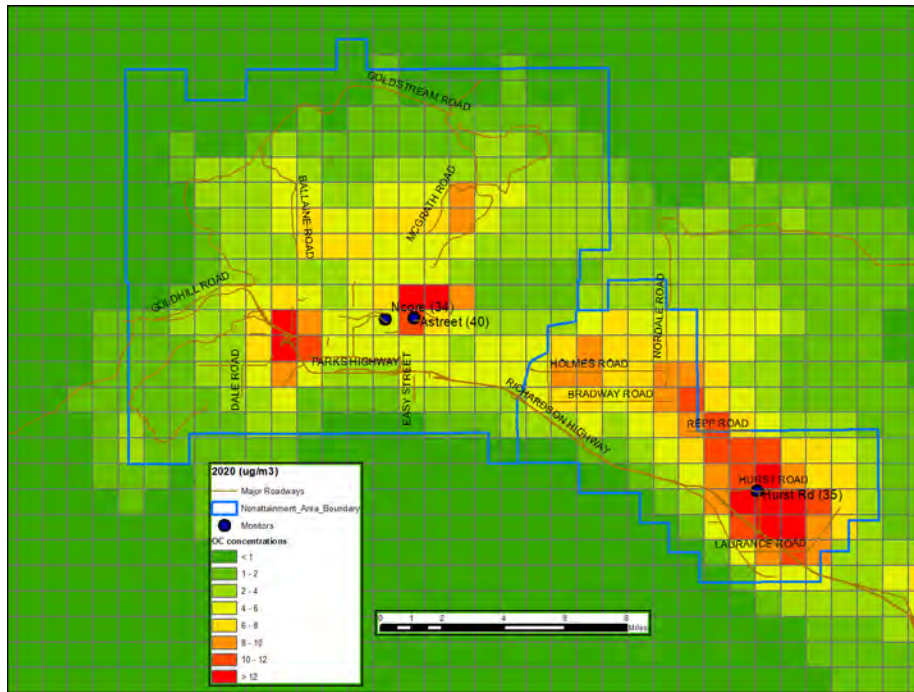 GOLDSTREAM ROAD
BALLAINE ROAD
MCGRATH ROAD
GOLDHILL ROAD
NORDALE ROAD
Ncore (34)
Astreet (40)
DALE ROAD
PARKS HIGHWAY
EASY STREET
HOLMES ROAD
BRADWAY ROAD
RICHARDSON HIGHWAY
REPP ROAD
HURST ROAD
Hurst Rd (35)
LAGRANCE ROAD
2020 (ug/m3)
Major Roadways
Nonattainment_Area_Boundary
Monitors
OC concentrations
< 1
1 - 2
2 - 4
4 - 6
6 - 8
8 - 10
10 - 12
> 12
0 1 2 4 6 8
Miles